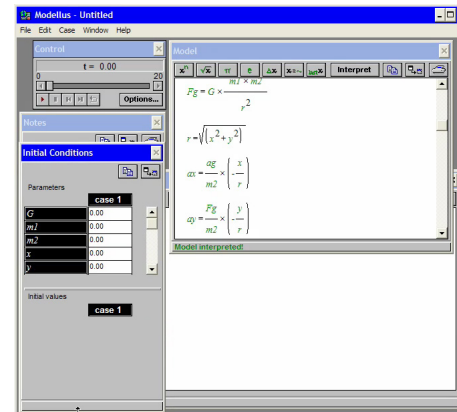 Modellus - Untitled
File Edit Case Window Help
Control
t = 0.00
0 20
Options...
Notes
Initial Conditions
Parameters
case 1
G 0.00
m1 0.00
m2 0.00
x 0.00
y 0.00
Initial values
case 1
Model
xⁿ √x π e Δx Interpret
Fg = G × m1 × m2 / r²
r = √(x² + y²)
ax = ag / m2 × (- x / r)
ay = Fg / m2 × (- y / r)
Model interpreted!